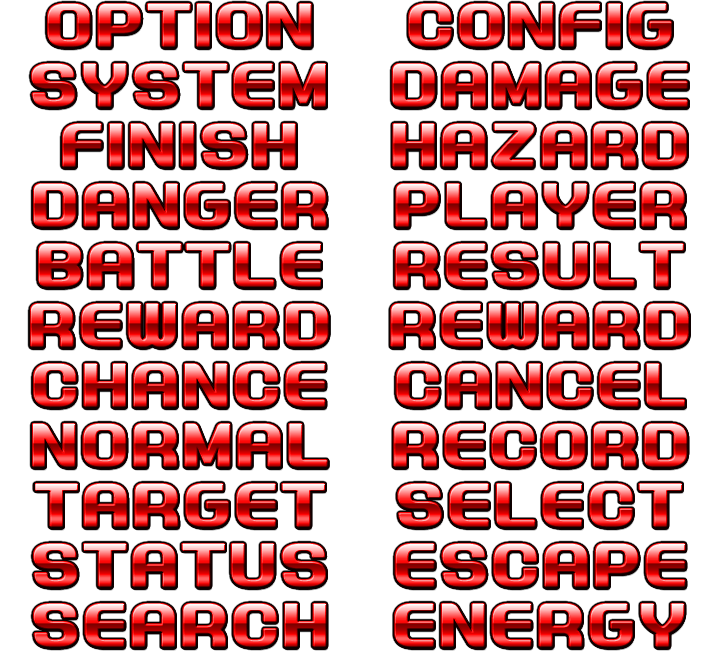 OPTION CONFIG
SYSTEM DAMAGE
FINISH HAZARD
DANGER PLAYER
BATTLE RESULT
REWARD REWARD
CHANCE CANCEL
NORMAL RECORD
TARGET SELECT
STATUS ESCAPE
SEARCH ENERGY